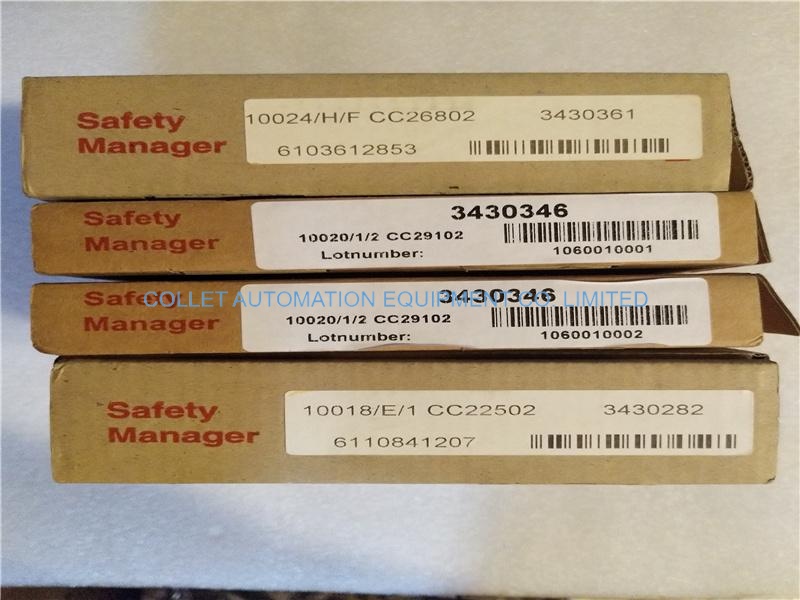 Safety
Manager
10024/H/F CC26802 3430361
6103612853
Safety
Manager
3430346
10020/1/2 CC29102
Lotnumber:
1060010001
COLLET AUTOMATION EQUIPMENT CO. LIMITED
Safety
Manager
3430346
10020/1/2 CC29102
Lotnumber:
1060010002
Safety
Manager
10018/E/1 CC22502 3430282
6110841207